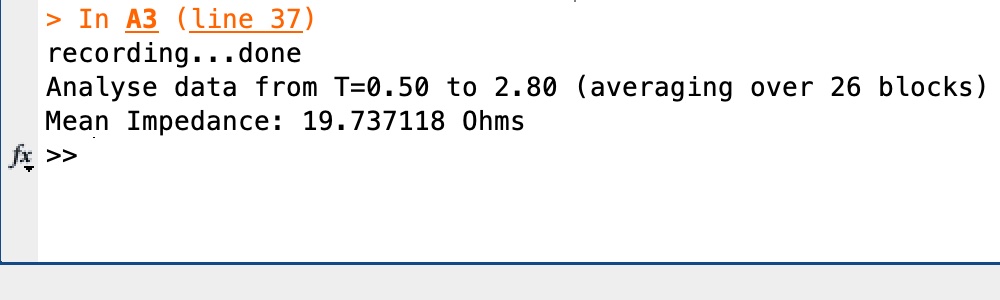 > In A3 (line 37)
recording...done
Analyse data from T=0.50 to 2.80 (averaging over 26 blocks)
Mean Impedance: 19.737118 Ohms
fx >>